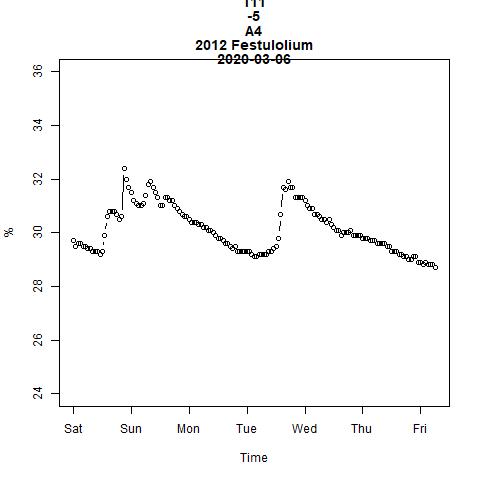 T11
-5
A4
2012 Festulolium
2020-03-06
36
34
32
30
28
26
24
%
Sat Sun Mon Tue Wed Thu Fri
Time